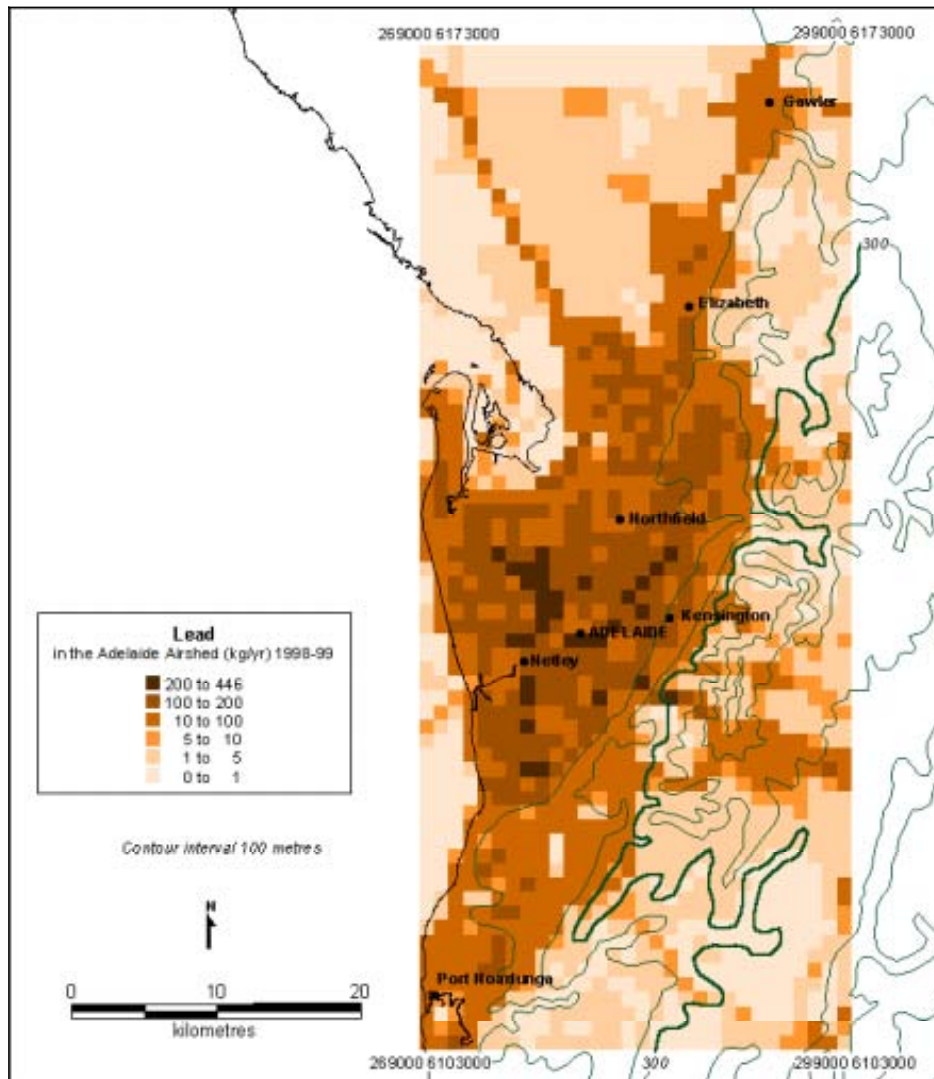 269000 6173000
299000 6173000
Gawler
300
Elizabeth
Northfield
Kensington
ADELAIDE
Netley
Lead
in the Adelaide Airshed (kg/yr) 1998-99
200 to 446
100 to 200
10 to 100
5 to 10
1 to 5
0 to 1
Contour interval 100 metres
N
Port Noarlunga
0 10 20
kilometres
269000 6103000
300
299000 6103000